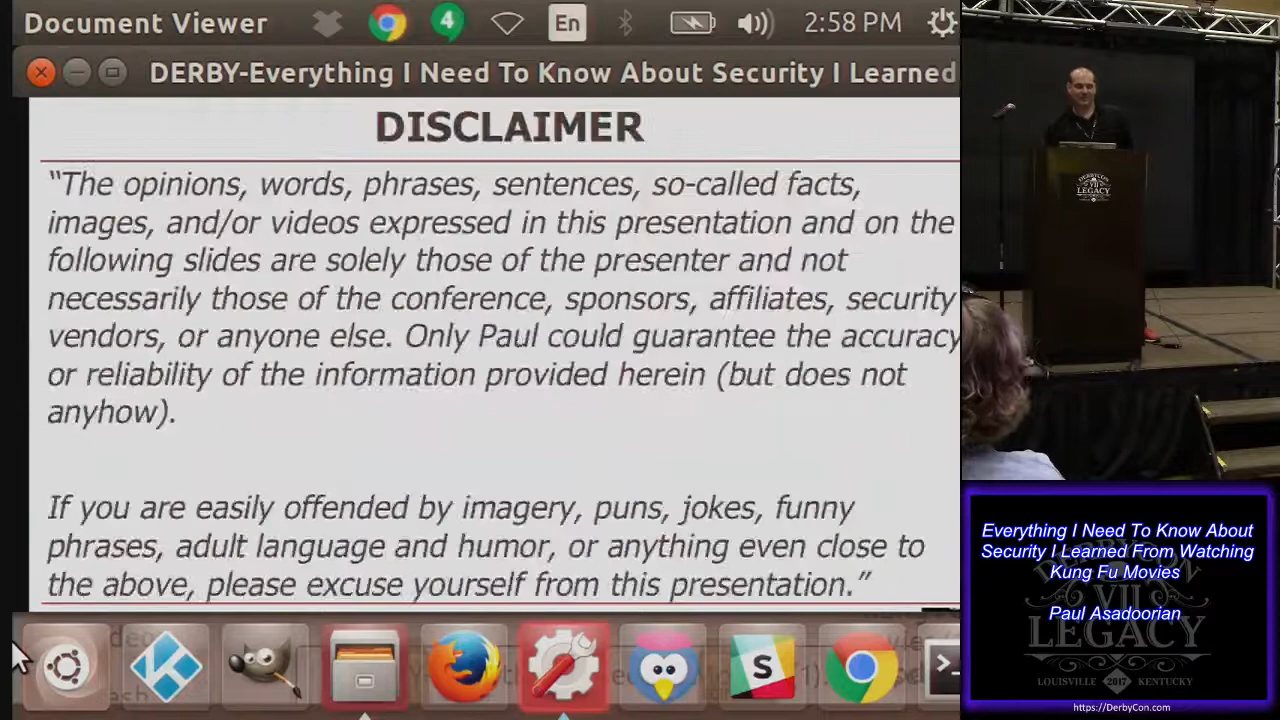 Document Viewer
4
En
2:58 PM
DERBY-Everything I Need To Know About Security I Learned
DISCLAIMER
“The opinions, words, phrases, sentences, so-called facts,
images, and/or videos expressed in this presentation and on the
following slides are solely those of the presenter and not
necessarily those of the conference, sponsors, affiliates, security
vendors, or anyone else. Only Paul could guarantee the accuracy
or reliability of the information provided herein (but does not
anyhow).
If you are easily offended by imagery, puns, jokes, funny
phrases, adult language and humor, or anything even close to
the above, please excuse yourself from this presentation.”
S
DERBYCON
VII
LEGACY
Everything I Need To Know About
Security I Learned From Watching
Kung Fu Movies
Paul Asadoorian
DERBYCON
VII
LEGACY
LOUISVILLE 2017 KENTUCKY
https://DerbyCon.com